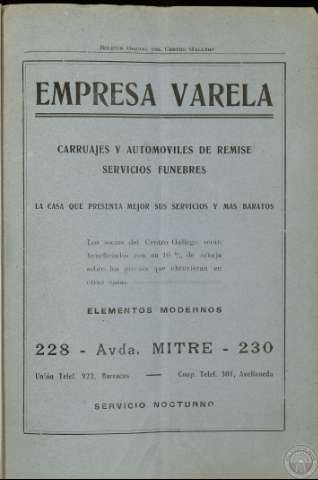 Boletin Oficial del Centro Gallego
EMPRESA VARELA
CARRUAJES Y AUTOMOVILES DE REMISE
SERVICIOS FUNEBRES
LA CASA QUE PRESENTA MEJOR SUS SERVICIOS Y MAS BARATOS
Los socios del Centro Gallego serán
beneficiados con un 10 % de rebaja
sobre los precios que obtuvieran en
otras casas
ELEMENTOS MODERNOS
228 - Avda. MITRE - 230
Unión Telef. 922, Barracas — Coop. Telef. 301, Avellaneda
SERVICIO NOCTURNO